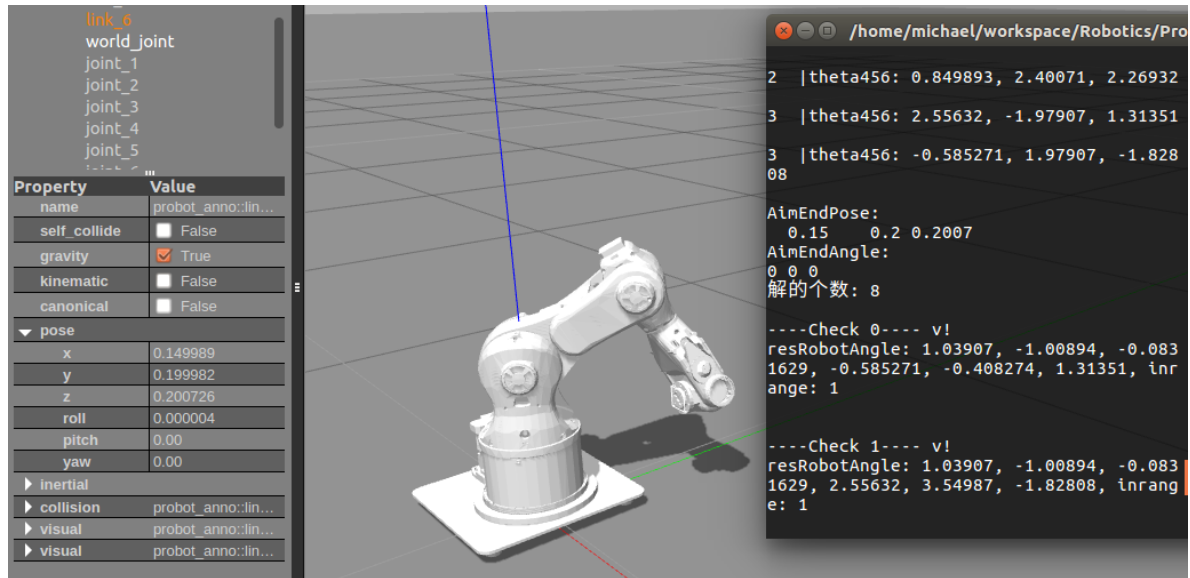 link_6
world_joint
joint_1
joint_2
joint_3
joint_4
joint_5
Property Value
name probot_anno::lin...
self_collide False
gravity True
kinematic False
canonical False
pose
x 0.149989
y 0.199982
z 0.200726
roll 0.000004
pitch 0.00
yaw 0.00
inertial
collision probot_anno::lin...
visual probot_anno::lin...
visual probot_anno::lin...
/home/michael/workspace/Robotics/Pro
2 |theta456: 0.849893, 2.40071, 2.26932
3 |theta456: 2.55632, -1.97907, 1.31351
3 |theta456: -0.585271, 1.97907, -1.828
08
AimEndPose:
0.15 0.2 0.2007
AimEndAngle:
0 0 0
解的个数: 8
----Check 0---- v!
resRobotAngle: 1.03907, -1.00894, -0.083
1629, -0.585271, -0.408274, 1.31351, inr
ange: 1
----Check 1---- v!
resRobotAngle: 1.03907, -1.00894, -0.083
1629, 2.55632, 3.54987, -1.82808, inrang
e: 1